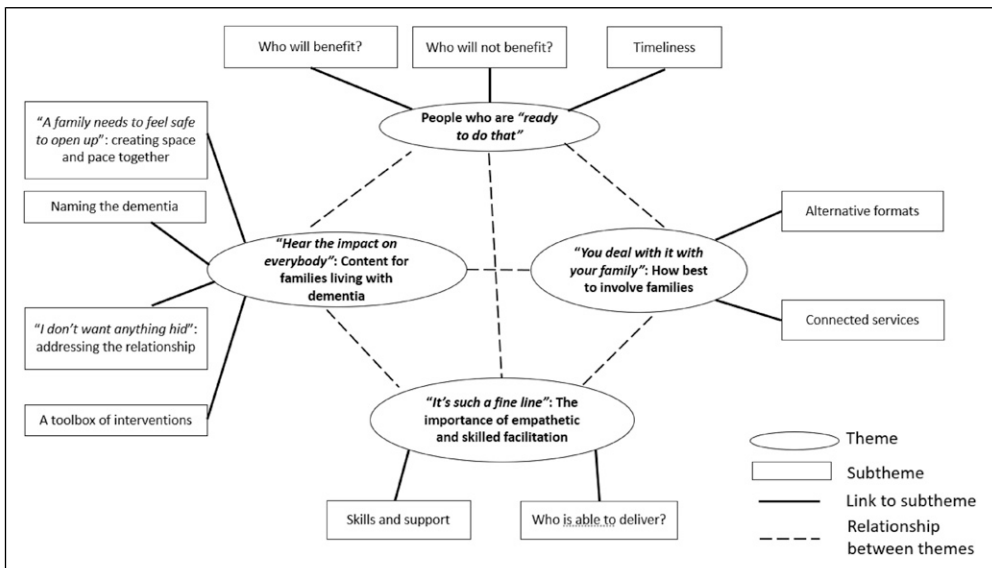 Who will benefit?
Who will not benefit?
Timeliness
People who are "ready
to do that"
"A family needs to feel safe
to open up": creating space
and pace together
Naming the dementia
"Hear the impact on
everybody": Content for
families living with
dementia
"I don't want anything hid":
addressing the relationship
A toolbox of interventions
"You deal with it with
your family": How best
to involve families
Alternative formats
Connected services
"It's such a fine line": The
importance of empathetic
and skilled facilitation
Skills and support
Who is able to deliver?
Theme
Subtheme
Link to subtheme
Relationship
between themes